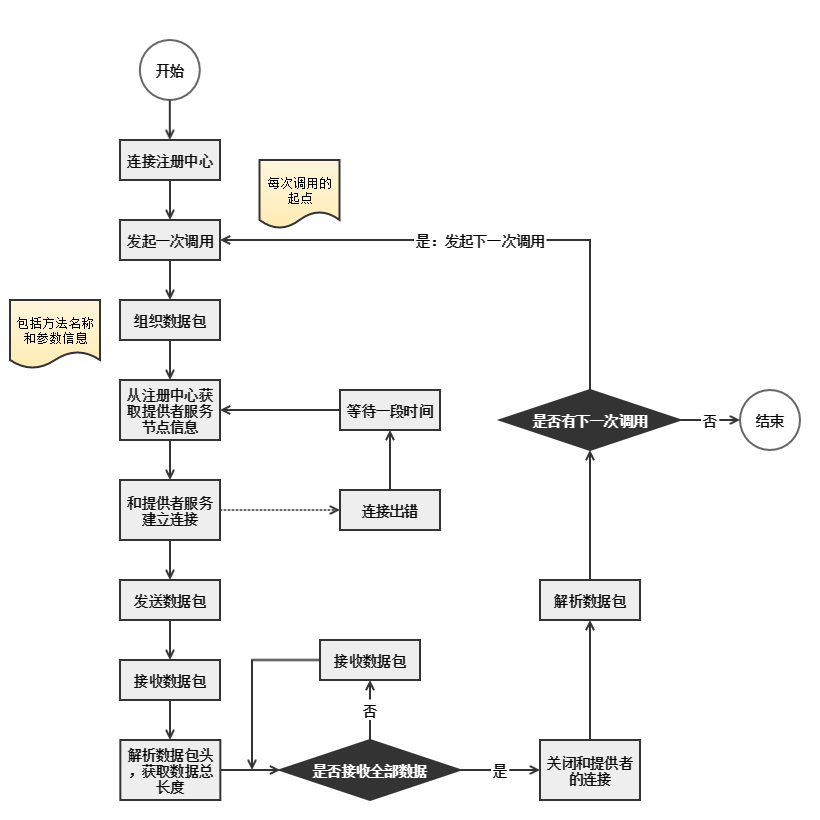 开始
连接注册中心
每次调用的
起点
发起一次调用
是：发起下一次调用
包括方法名称
和参数信息
组织数据包
从注册中心获
取提供者服务
节点信息
等待一段时间
是否有下一次调用
否
结束
和提供者服务
建立连接
连接出错
发送数据包
解析数据包
接收数据包
接收数据包
否
解析数据包头
，获取数据总
长度
是否接收全部数据
是
关闭和提供者
的连接